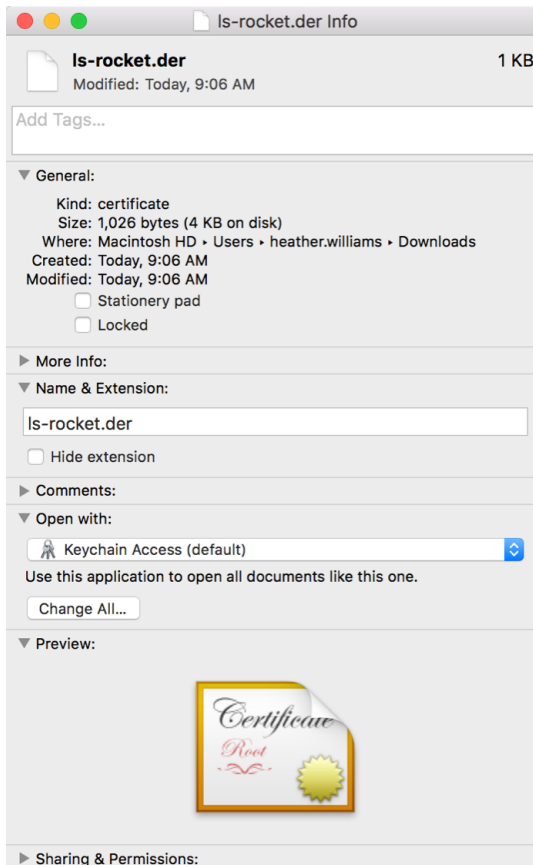 ls-rocket.der Info
ls-rocket.der 1 KB
Modified: Today, 9:06 AM
Add Tags...
General:
Kind: certificate
Size: 1,026 bytes (4 KB on disk)
Where: Macintosh HD ▸ Users ▸ heather.williams ▸ Downloads
Created: Today, 9:06 AM
Modified: Today, 9:06 AM
Stationery pad
Locked
More Info:
Name & Extension:
ls-rocket.der
Hide extension
Comments:
Open with:
Keychain Access (default)
Use this application to open all documents like this one.
Change All...
Preview:
Certificate
Root
Sharing & Permissions: